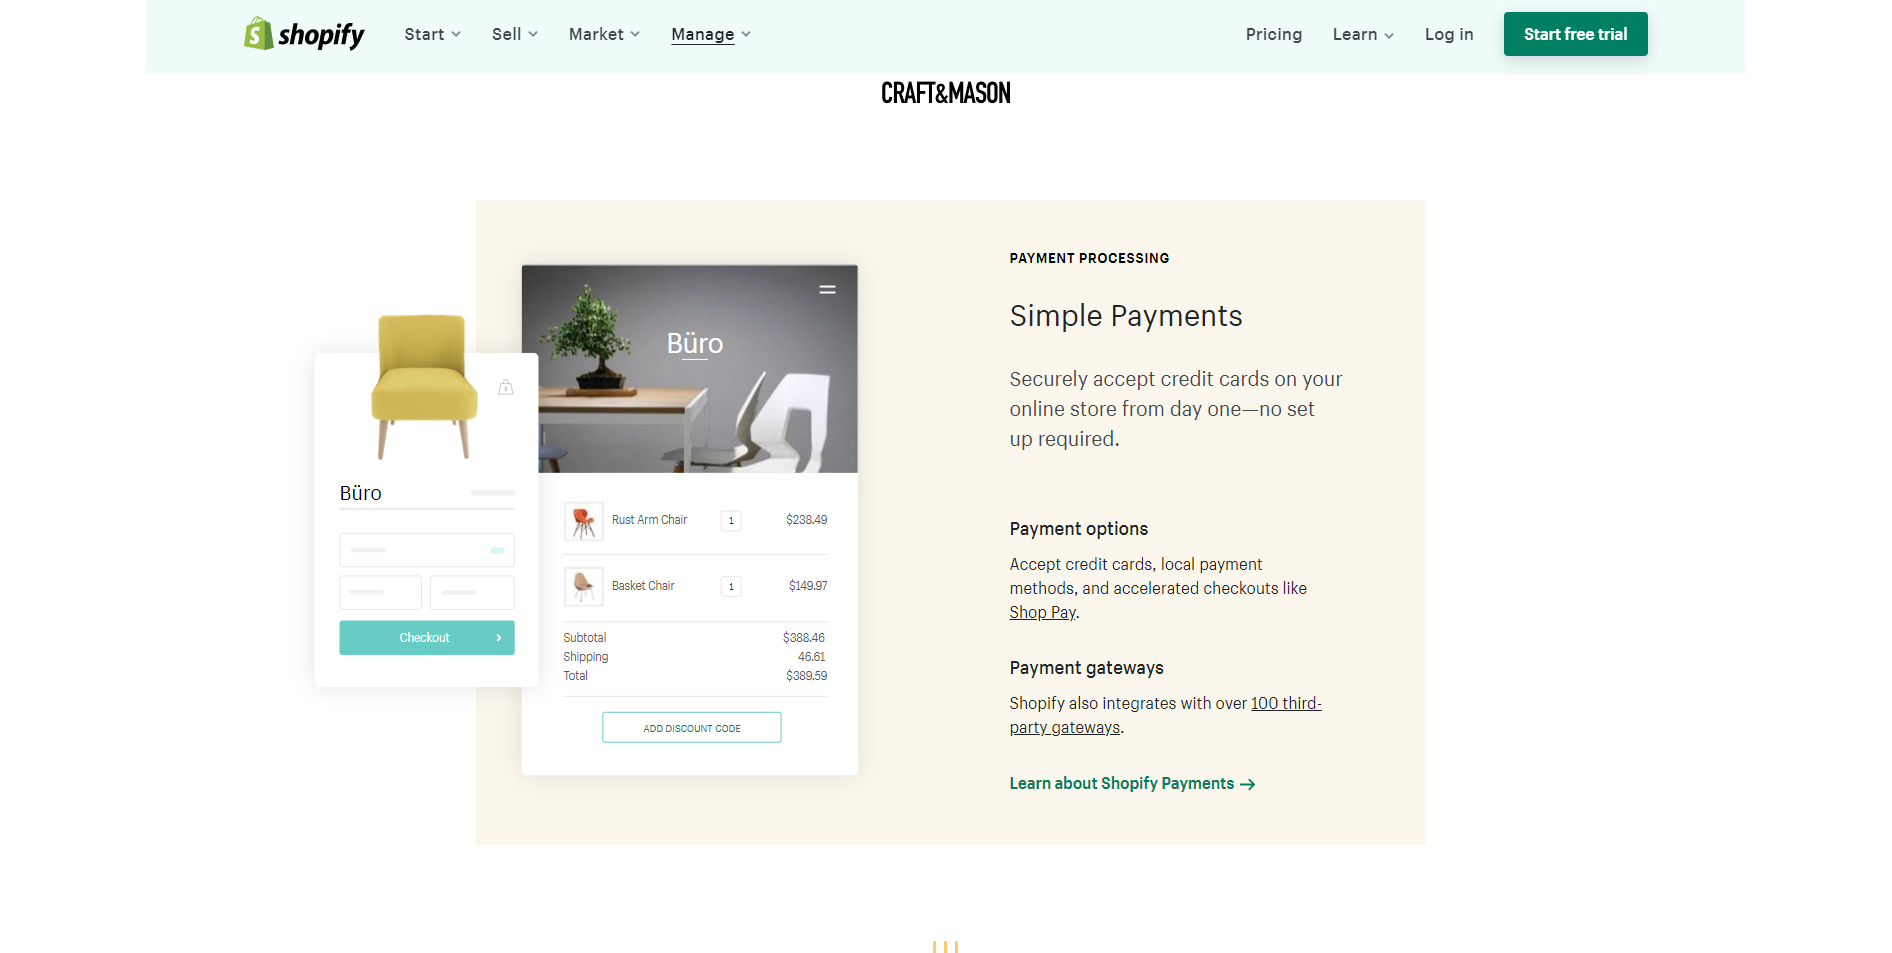 shopify
Start
Sell
Market
Manage
Pricing
Learn
Log in
Start free trial
CRAFT&MASON
Büro
Checkout
Büro
Rust Arm Chair 1 $238.49
Basket Chair 1 $149.97
Subtotal $388.46
Shipping 46.61
Total $389.59
ADD DISCOUNT CODE
PAYMENT PROCESSING
Simple Payments
Securely accept credit cards on your
online store from day one—no set
up required.
Payment options
Accept credit cards, local payment
methods, and accelerated checkouts like
Shop Pay.
Payment gateways
Shopify also integrates with over 100 third-
party gateways.
Learn about Shopify Payments →